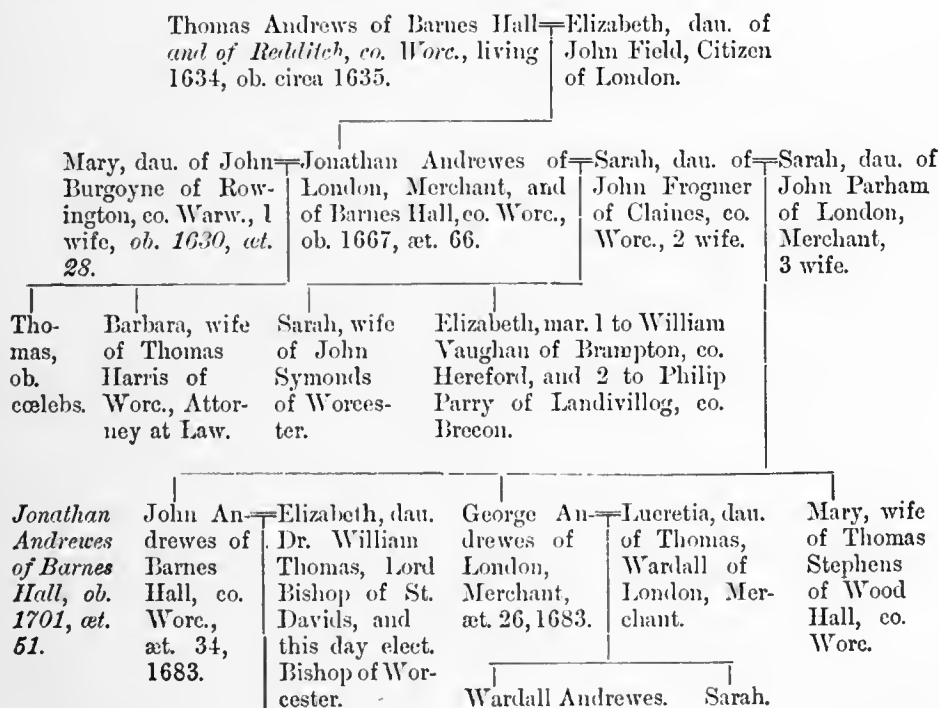 Thomas Andrews of Barnes Hall
and of Redditch, co. Worc., living
1634, ob. circa 1635.
Elizabeth, dau. of
John Field, Citizen
of London.
Mary, dau. of John
Burgoyne of Row-
ington, co. Warw., 1
wife, ob. 1630, æt.
28.
Jonathan Andrewes of
London, Merchant, and
of Barnes Hall, co. Worc.,
ob. 1667, æt. 66.
Sarah, dau. of
John Frogmer
of Claines, co.
Worc., 2 wife.
Sarah, dau. of
John Parham
of London,
Merchant,
3 wife.
Tho-
mas,
ob.
cœlebs.
Barbara, wife
of Thomas
Harris of
Worc., Attor-
ney at Law.
Sarah, wife
of John
Symonds
of Worces-
ter.
Elizabeth, mar. 1 to William
Vaughan of Brampton, co.
Hereford, and 2 to Philip
Parry of Landivillog, co.
Brecon.
Jonathan
Andrewes
of Barnes
Hall, ob.
1701, æt.
51.
John An-
drewes of
Barnes
Hall, co.
Worc.,
æt. 34,
1683.
Elizabeth, dau.
Dr. William
Thomas, Lord
Bishop of St.
Davids, and
this day elect.
Bishop of Wor-
cester.
George An-
drewes of
London,
Merchant,
æt. 26, 1683.
Lucretia, dau.
of Thomas,
Wardall of
London, Mer-
chant.
Mary, wife
of Thomas
Stephens
of Wood
Hall, co.
Worc.
Wardall Andrewes.
Sarah.